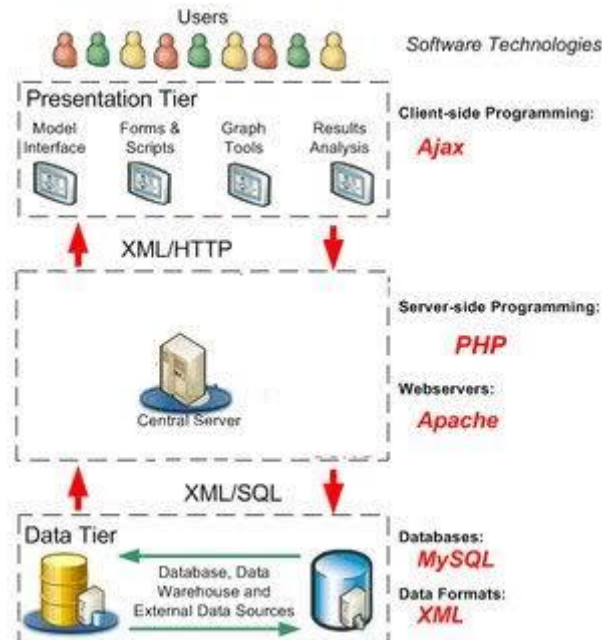 Users
Software Technologies
Presentation Tier
Model
Interface
Forms &
Scripts
Graph
Tools
Results
Analysis
Client-side Programming:
Ajax
XML/HTTP
Server-side Programming:
PHP
Webservers:
Apache
Central Server
XML/SQL
Data Tier
Database, Data
Warehouse and
External Data Sources
Databases:
MySQL
Data Formats:
XML